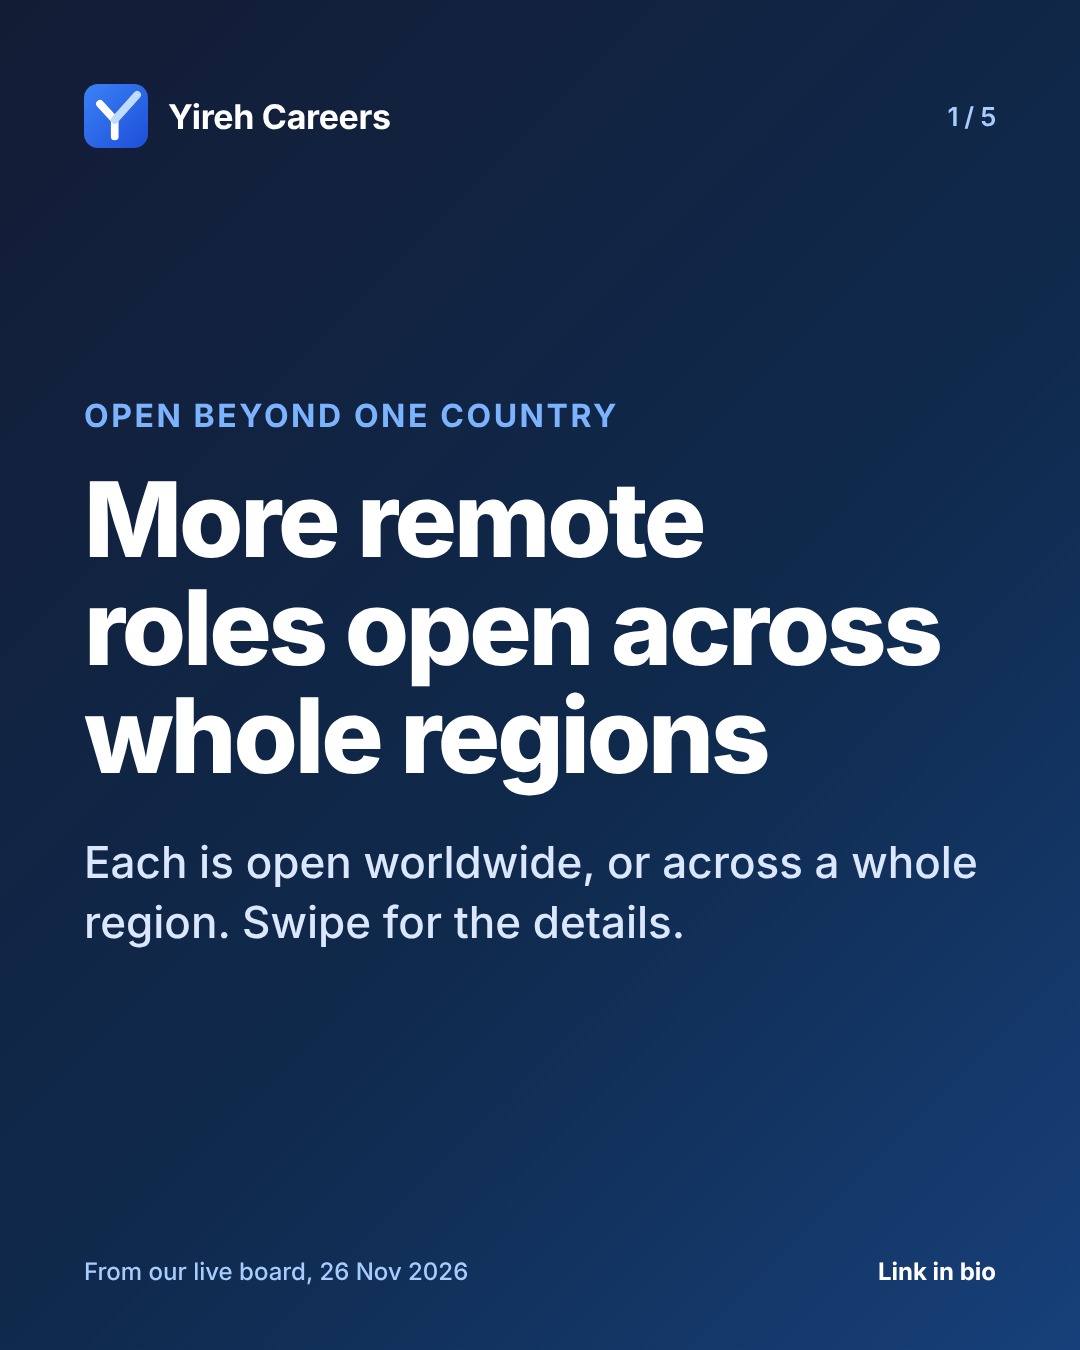 Yireh Careers
1 / 5
OPEN BEYOND ONE COUNTRY
More remote
roles open across
whole regions
Each is open worldwide, or across a whole
region. Swipe for the details.
From our live board, 26 Nov 2026
Link in bio